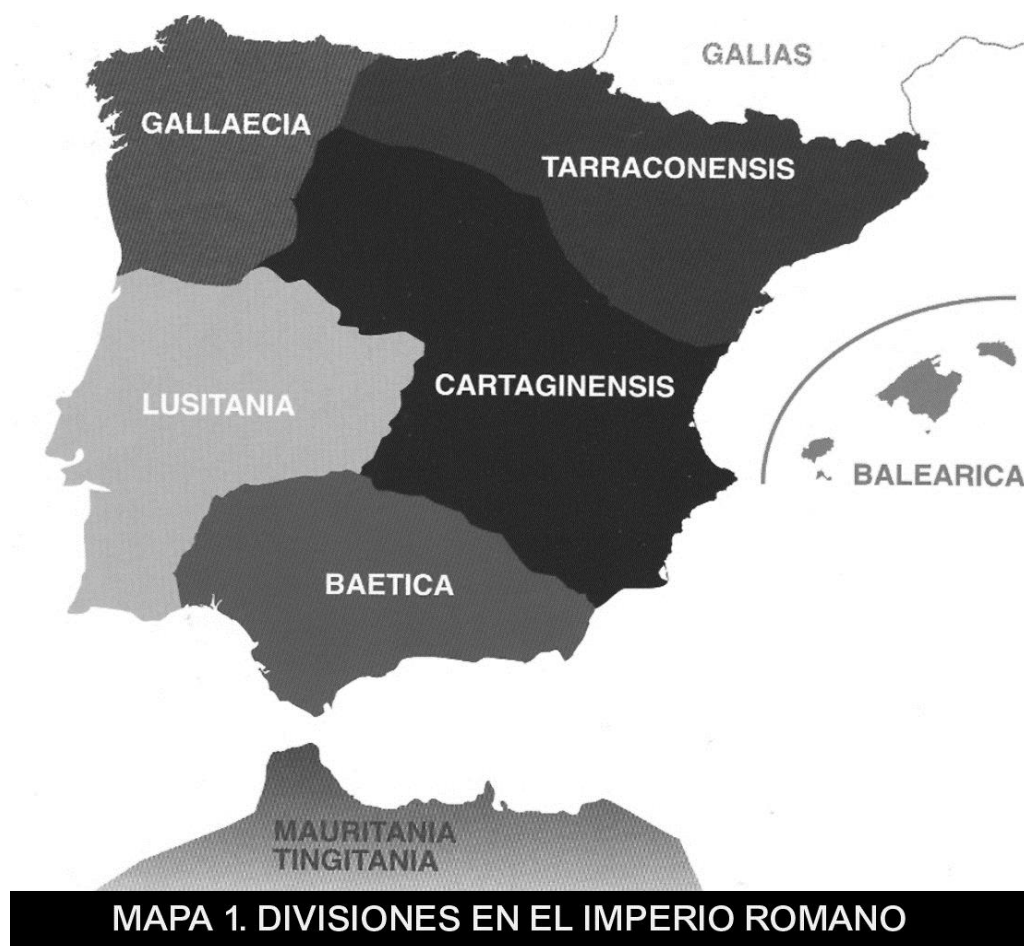 GALIAS
GALLAECIA
TARRACONENSIS
CARTAGINENSIS
LUSITANIA
BALEARICA
BAETICA
MAURITANIA
TINGITANIA
MAPA 1. DIVISIONES EN EL IMPERIO ROMANO